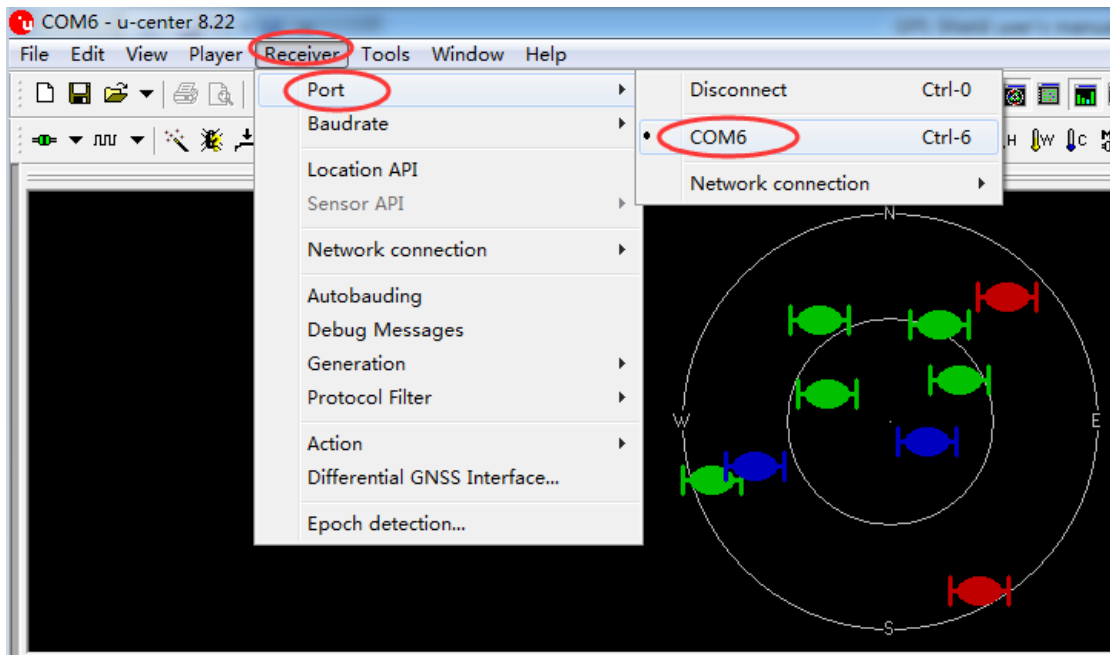 COM6 - u-center 8.22
File Edit View Player Receiver Tools Window Help
Port
Baudrate
Location API
Sensor API
Network connection
Autobauding
Debug Messages
Generation
Protocol Filter
Action
Differential GNSS Interface...
Epoch detection...
Disconnect Ctrl-0
COM6 Ctrl-6
Network connection
H W C
N
W E
S